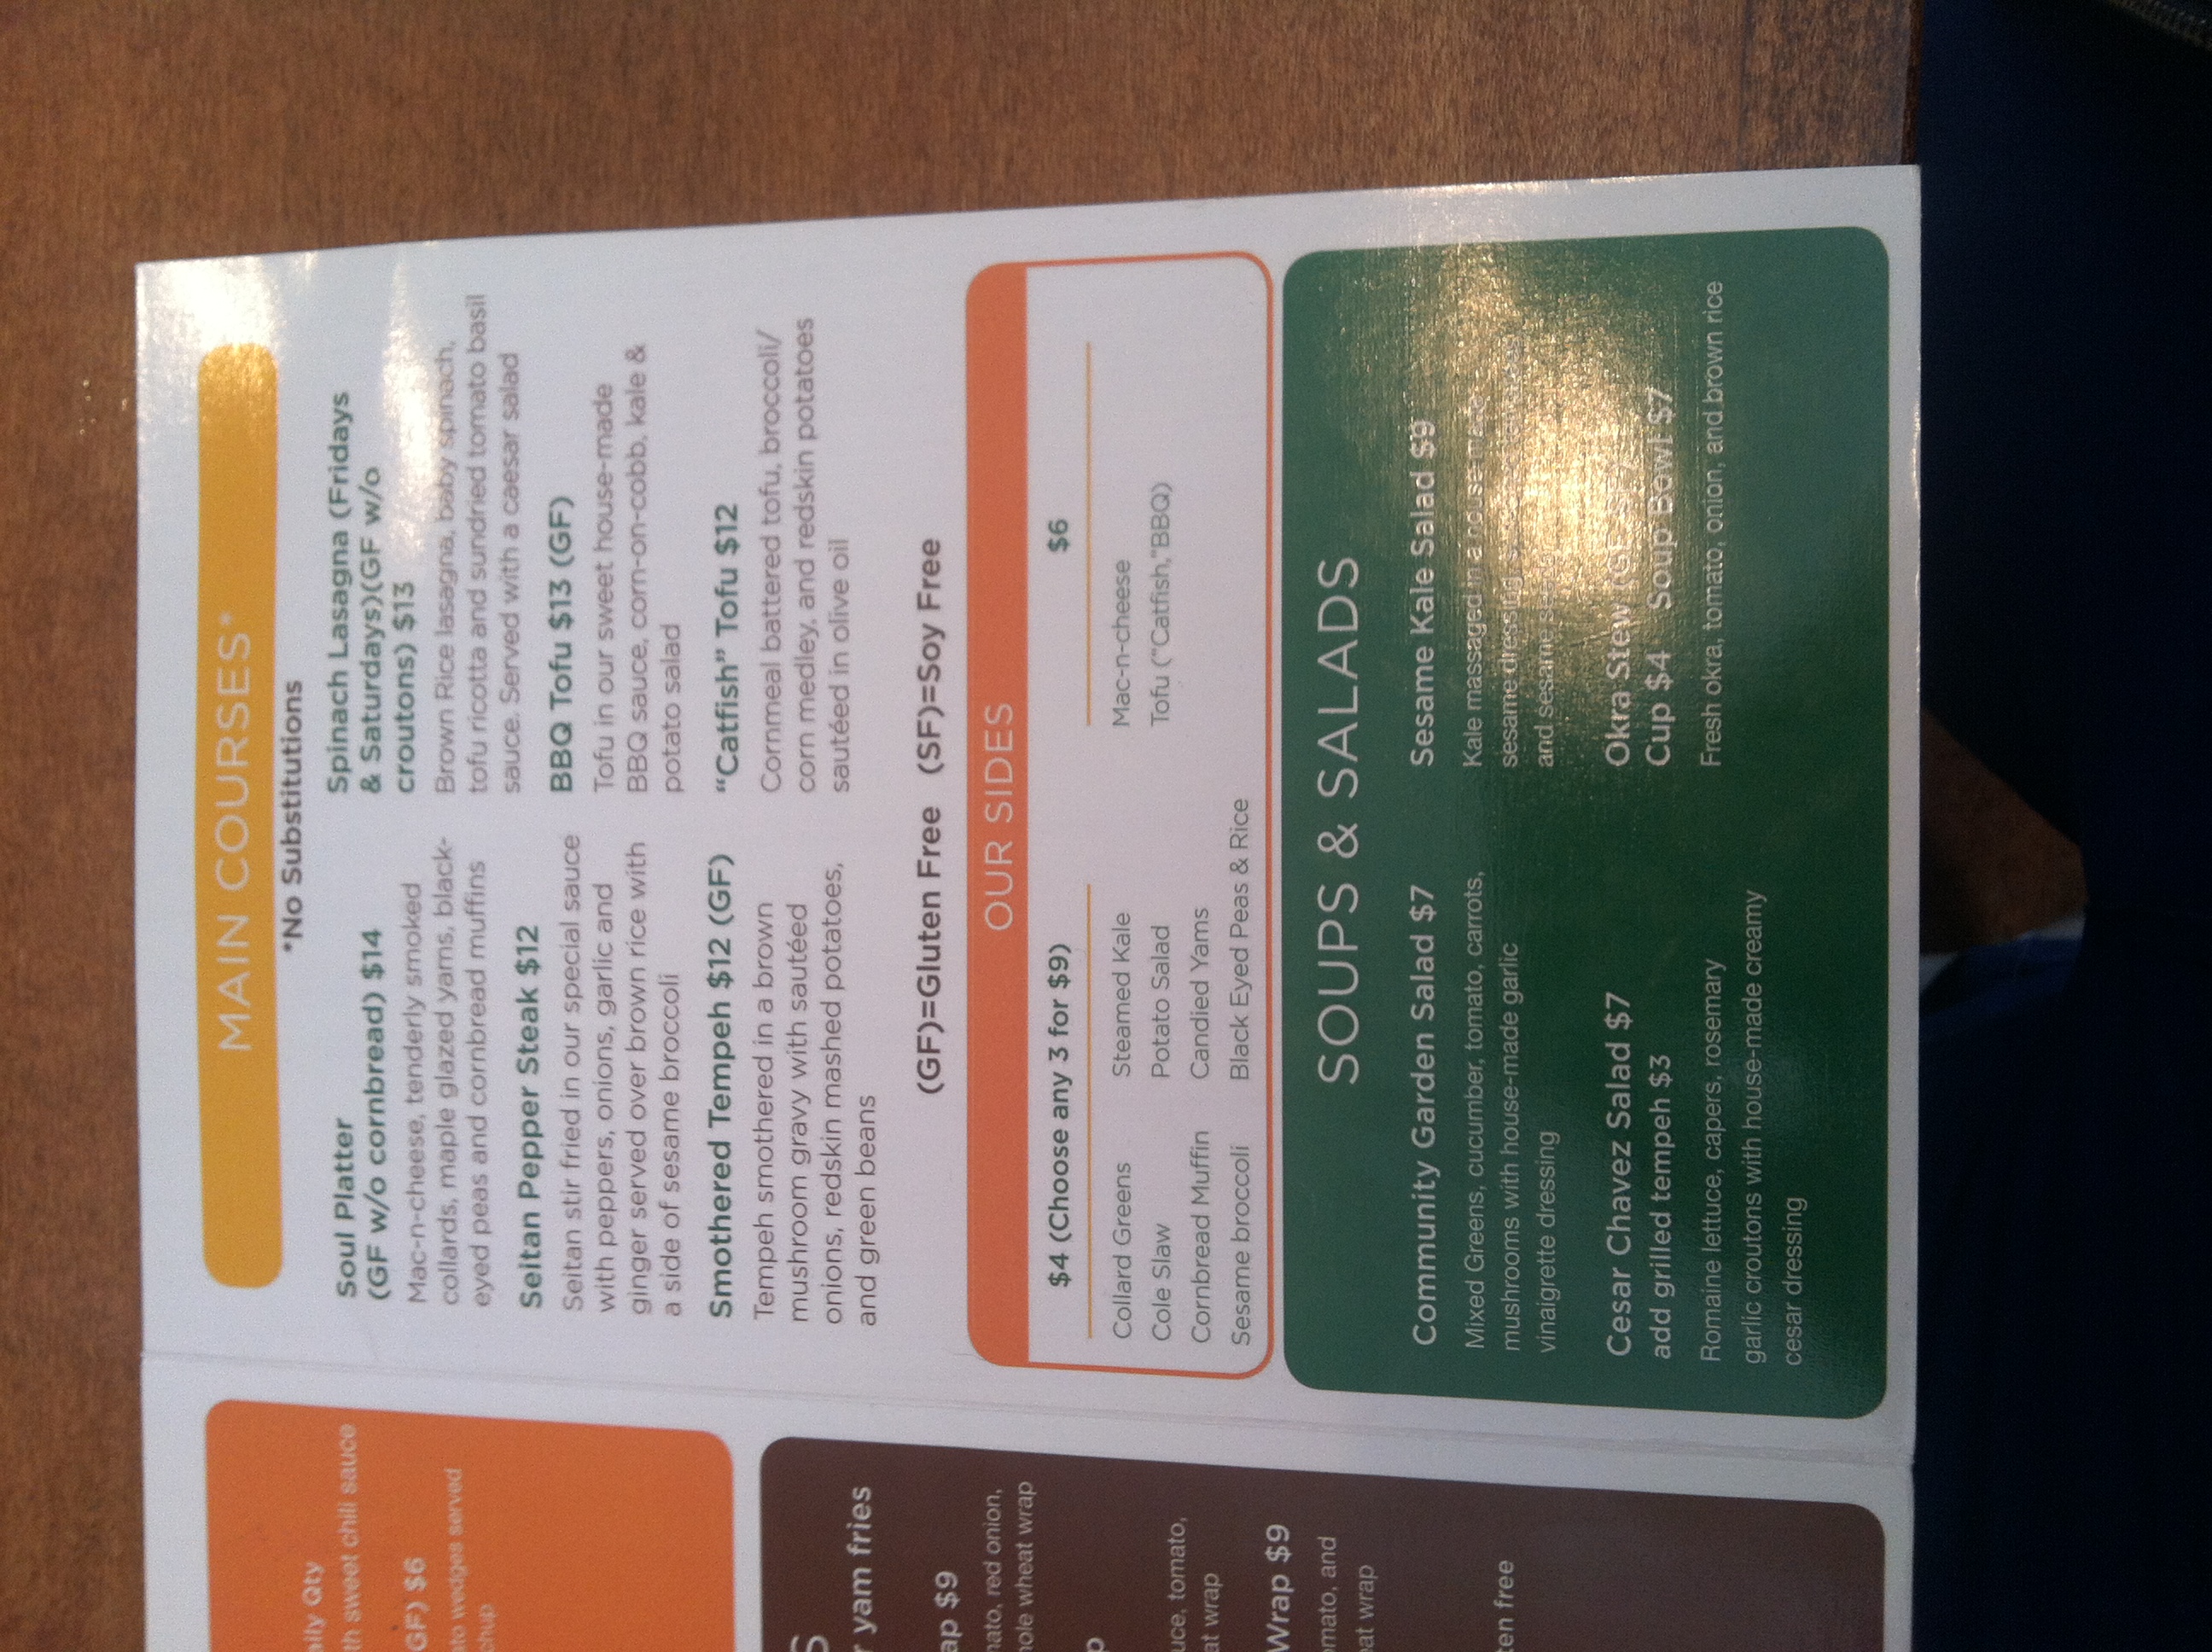 aily Qty
th sweet chili sauce
GF) $6
ato wedges served
chup
S
r yam fries
ap $9
nato, red onion,
hole wheat wrap
p
uce, tomato,
at wrap
Wrap $9
omato, and
eat wrap
ten free
MAIN COURSES*
*No Substitutions
Soul Platter
(GF w/o cornbread) $14
Mac-n-cheese, tenderly smoked
collards, maple glazed yams, black-
eyed peas and cornbread muffins
Seitan Pepper Steak $12
Seitan stir fried in our special sauce
with peppers, onions, garlic and
ginger served over brown rice with
a side of sesame broccoli
Smothered Tempeh $12 (GF)
Tempeh smothered in a brown
mushroom gravy with sautéed
onions, redskin mashed potatoes,
and green beans
Spinach Lasagna (Fridays
& Saturdays)(GF w/o
croutons) $13
Brown Rice lasagna, baby spinach,
tofu ricotta and sundried tomato basil
sauce. Served with a caesar salad
BBQ Tofu $13 (GF)
Tofu in our sweet house-made
BBQ sauce, corn-on-cobb, kale &
potato salad
“Catfish” Tofu $12
Cornmeal battered tofu, broccoli/
corn medley, and redskin potatoes
sautéed in olive oil
(GF)=Gluten Free (SF)=Soy Free
OUR SIDES
$4 (Choose any 3 for $9)
Collard Greens
Cole Slaw
Cornbread Muffin
Sesame broccoli
Steamed Kale
Potato Salad
Candied Yams
Black Eyed Peas & Rice
$6
Mac-n-cheese
Tofu ("Catfish,"BBQ)
SOUPS & SALADS
Community Garden Salad $7
Mixed Greens, cucumber, tomato, carrots,
mushrooms with house-made garlic
vinaigrette dressing
Cesar Chavez Salad $7
add grilled tempeh $3
Romaine lettuce, capers, rosemary
garlic croutons with house-made creamy
cesar dressing
Sesame Kale Salad $9
Kale massaged in a house-made
sesame dressing,
and sesame seeds
Okra Stew (GF, SF)
Cup $4 Soup Bowl $7
Fresh okra, tomato, onion, and brown rice